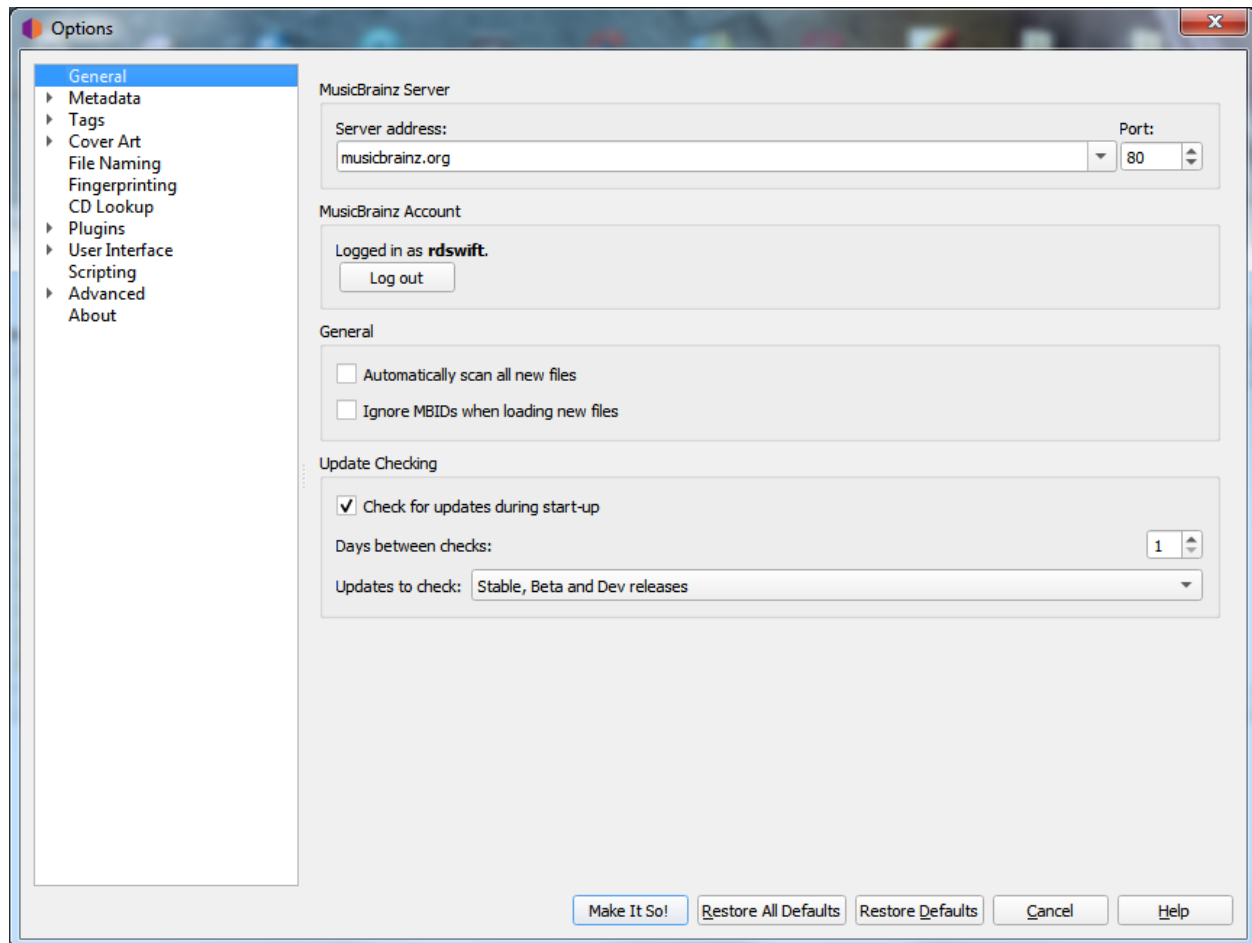 Options
General
Metadata
Tags
Cover Art
File Naming
Fingerprinting
CD Lookup
Plugins
User Interface
Scripting
Advanced
About
MusicBrainz Server
Server address: Port:
musicbrainz.org 80
MusicBrainz Account
Logged in as rdswift.
Log out
General
Automatically scan all new files
Ignore MBIDs when loading new files
Update Checking
Check for updates during start-up
Days between checks: 1
Updates to check: Stable, Beta and Dev releases
Make It So! Restore All Defaults Restore Defaults Cancel Help